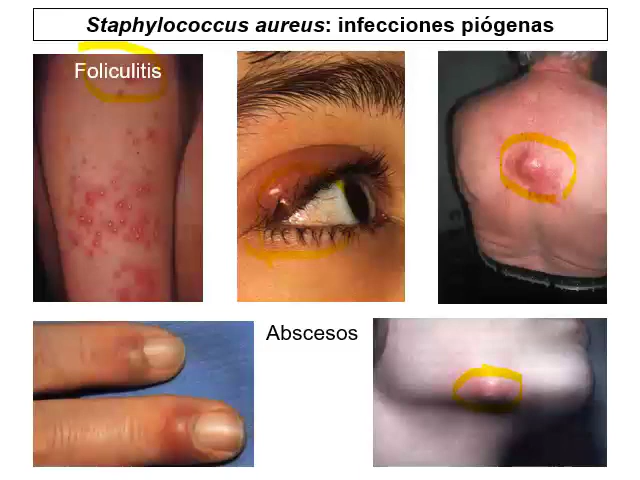 Staphylococcus aureus: infecciones piógenas
Foliculitis
Abscesos